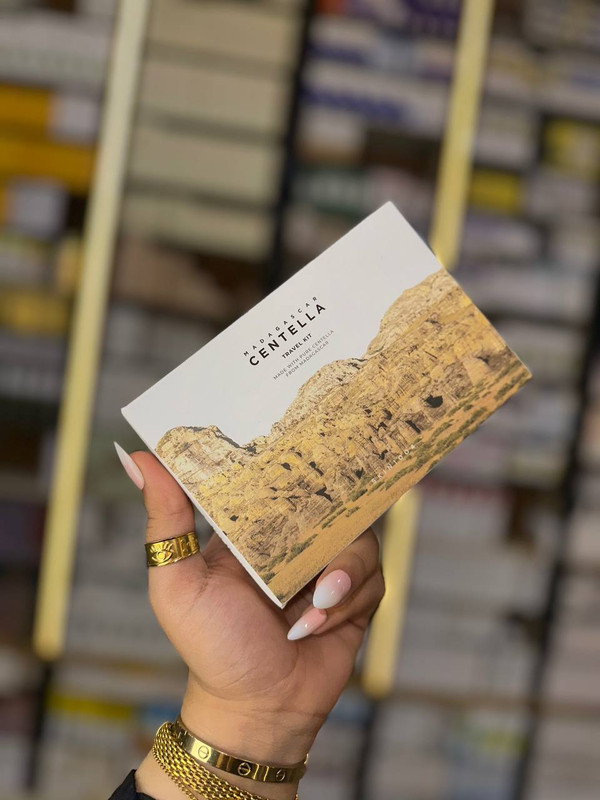 MADAGASCAR
CENTELLA
TRAVEL KIT
MADE WITH PURE CENTELLA
FROM MADAGASCAR